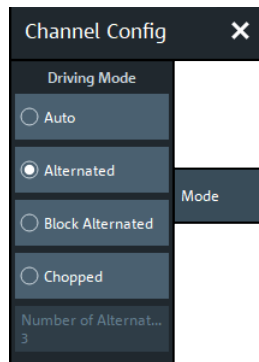 Channel Config
Driving Mode
Auto
Alternated
Mode
Block Alternated
Chopped
Number of Alternat...
3